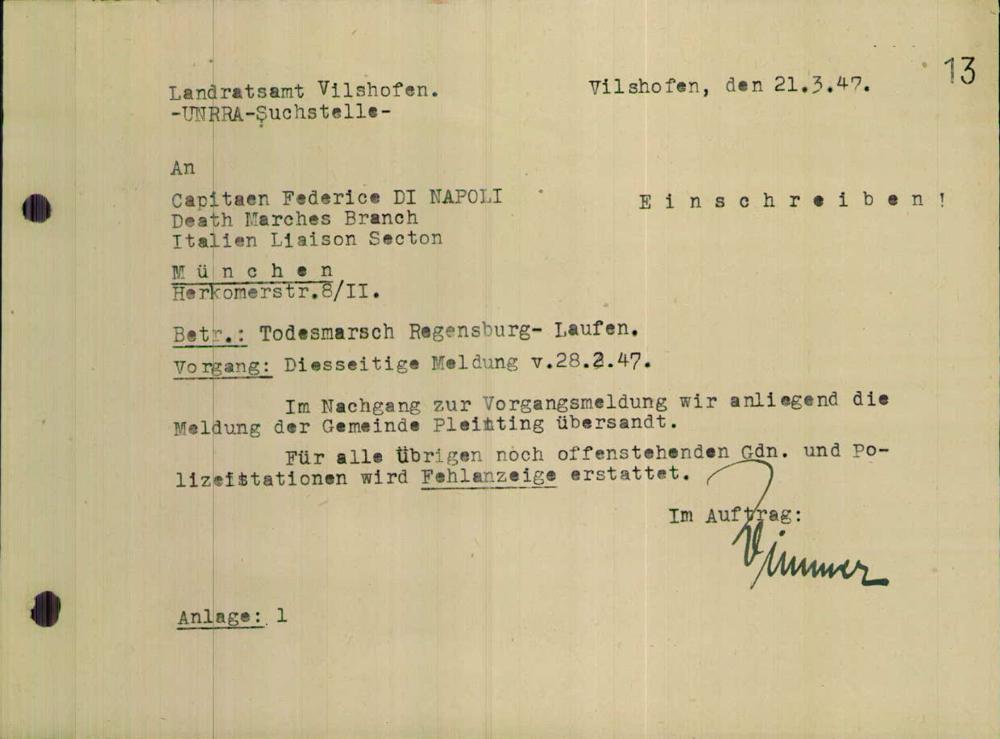 13
Landratsamt Vilshofen.
Vilshofen, den 21.3.47.
-UNRRA-Suchstelle-
An
Capitaen Federice DI NAPOLI
Einschreiben!
Death Marches Branch
Italien Liaison Secton
München
Herkomerstr.8/II.
Betr.: Todesmarsch Regensburg- Laufen.
Vorgang: Diesseitige Meldung v.28.2.47.
Im Nachgang zur Vorgangsmeldung wir anliegend die
Meldung der Gemeinde Pleinting übersandt.
Für alle Übrigen noch offenstehenden Gdn. und Po-
lizeistationen wird Fehlanzeige erstattet.
Im Auftrag:
Vimmer
Anlage: 1